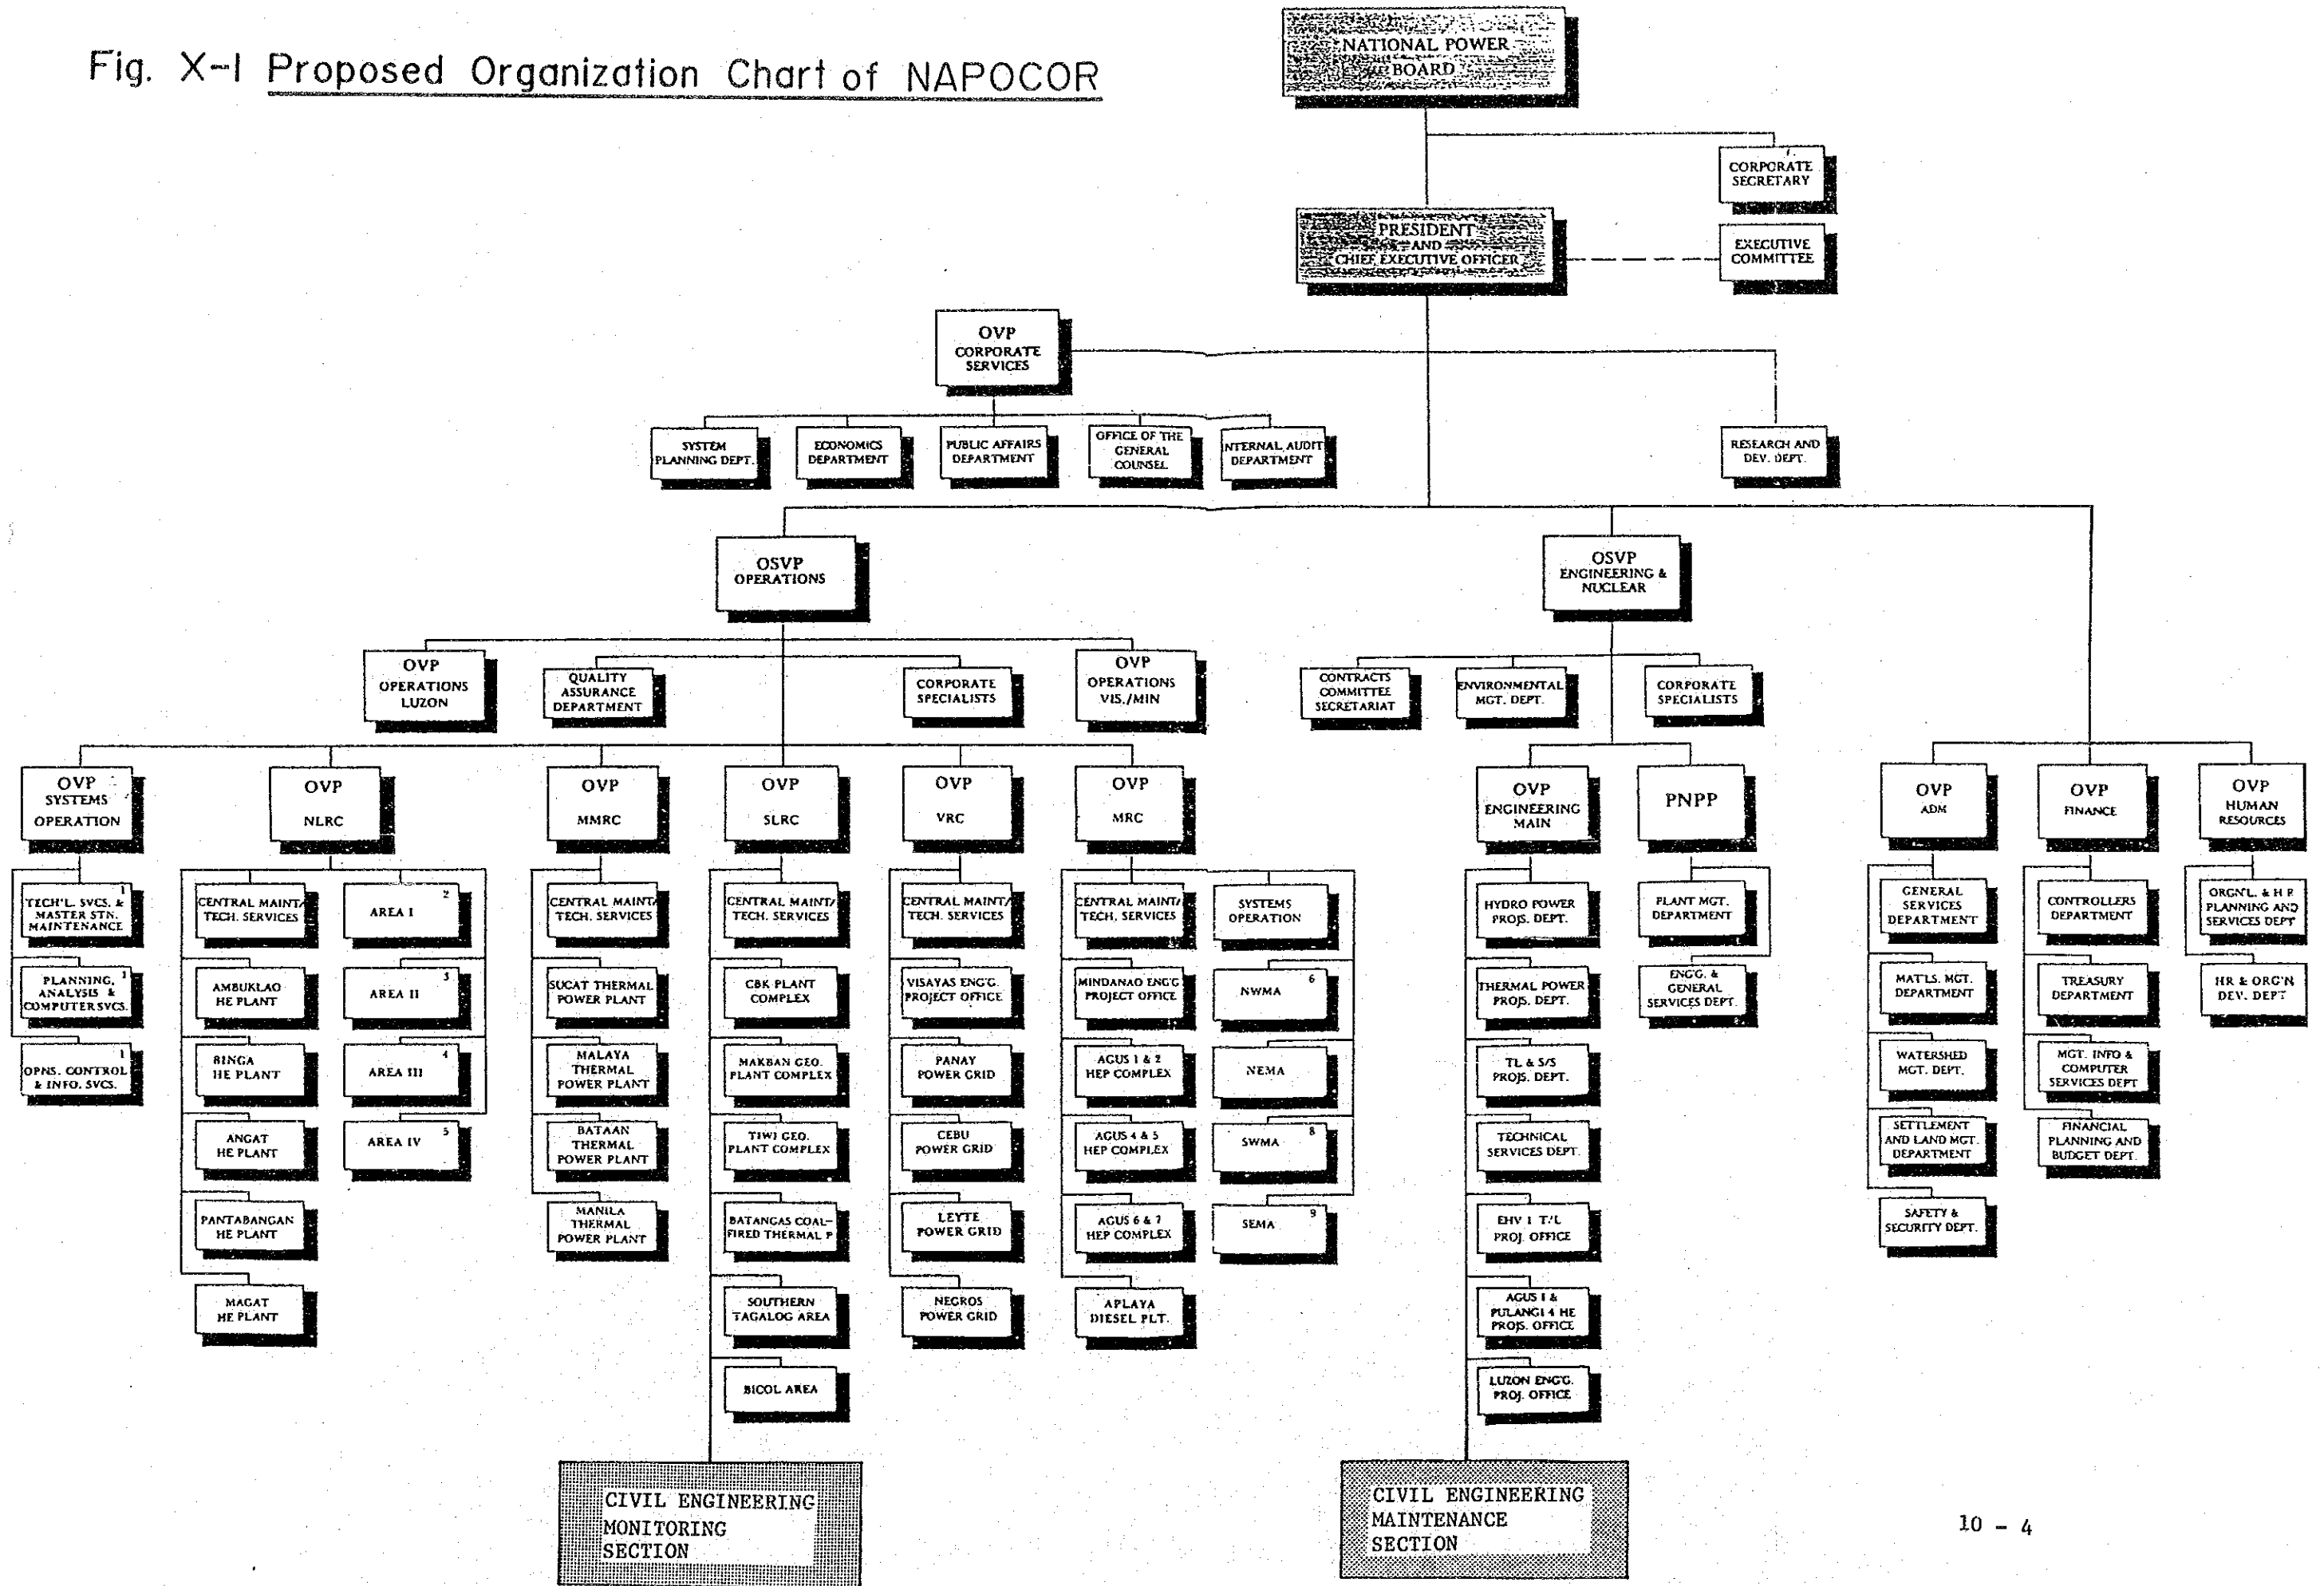 Fig. X-1 Proposed Organization Chart of NAPOCOR
NATIONAL POWER
BOARD
CORPORATE
SECRETARY
PRESIDENT
AND
CHIEF EXECUTIVE OFFICER
EXECUTIVE
COMMITTEE
OVP
CORPORATE
SERVICES
SYSTEM
PLANNING DEPT.
ECONOMICS
DEPARTMENT
PUBLIC AFFAIRS
DEPARTMENT
OFFICE OF THE
GENERAL
COUNSEL
INTERNAL AUDIT
DEPARTMENT
RESEARCH AND
DEV. DEPT.
OSVP
OPERATIONS
OSVP
ENGINEERING &
NUCLEAR
OVP
OPERATIONS
LUZON
QUALITY
ASSURANCE
DEPARTMENT
CORPORATE
SPECIALISTS
OVP
OPERATIONS
VIS./MIN
CONTRACTS
COMMITTEE
SECRETARIAT
ENVIRONMENTAL
MGT. DEPT.
CORPORATE
SPECIALISTS
OVP
SYSTEMS
OPERATION
OVP
NLRC
OVP
MMRC
OVP
SLRC
OVP
VRC
OVP
MRC
OVP
ENGINEERING
MAIN
PNPP
OVP
ADM
OVP
FINANCE
OVP
HUMAN
RESOURCES
1
TECH'L. SVCS. &
MASTER STN.
MAINTENANCE
1
PLANNING,
ANALYSIS &
COMPUTER SVCS.
1
OPNS. CONTROL
& INFO. SVCS.
CENTRAL MAINT/
TECH. SERVICES
AMBUKLAO
HE PLANT
BINGA
HE PLANT
ANGAT
HE PLANT
PANTABANGAN
HE PLANT
MAGAT
HE PLANT
2
AREA I
3
AREA II
4
AREA III
5
AREA IV
CENTRAL MAINT/
TECH. SERVICES
SUCAT THERMAL
POWER PLANT
MALAYA
THERMAL
POWER PLANT
BATAAN
THERMAL
POWER PLANT
MANILA
THERMAL
POWER PLANT
CENTRAL MAINT/
TECH. SERVICES
CBK PLANT
COMPLEX
MAKBAN GEO.
PLANT COMPLEX
TIWI GEO.
PLANT COMPLEX
BATANGAS COAL-
FIRED THERMAL P
SOUTHERN
TAGALOG AREA
BICOL AREA
CENTRAL MAINT/
TECH. SERVICES
VISAYAS ENG'G.
PROJECT OFFICE
PANAY
POWER GRID
CEBU
POWER GRID
LEYTE
POWER GRID
NEGROS
POWER GRID
CENTRAL MAINT/
TECH. SERVICES
MINDANAO ENG'G
PROJECT OFFICE
AGUS 1 & 2
HEP COMPLEX
AGUS 4 & 5
HEP COMPLEX
AGUS 6 & 7
HEP COMPLEX
APLAYA
DIESEL PLT.
SYSTEMS
OPERATION
6
NWMA
NEMA
8
SWMA
9
SEMA
HYDRO POWER
PROJS. DEPT.
THERMAL POWER
PROJS. DEPT.
TL & S/S
PROJS. DEPT.
TECHNICAL
SERVICES DEPT.
EHV 1 T/L
PROJ. OFFICE
AGUS 1 &
PULANGI 4 HE
PROJS. OFFICE
LUZON ENG'G.
PROJ. OFFICE
PLANT MGT.
DEPARTMENT
ENG'G. &
GENERAL
SERVICES DEPT.
GENERAL
SERVICES
DEPARTMENT
MAT'LS. MGT.
DEPARTMENT
WATERSHED
MGT. DEPT.
SETTLEMENT
AND LAND MGT.
DEPARTMENT
SAFETY &
SECURITY DEPT.
CONTROLLERS
DEPARTMENT
TREASURY
DEPARTMENT
MGT. INFO &
COMPUTER
SERVICES DEPT
FINANCIAL
PLANNING AND
BUDGET DEPT.
ORGN'L. & H R
PLANNING AND
SERVICES DEPT
HR & ORG'N
DEV. DEPT
CIVIL ENGINEERING
MONITORING
SECTION
CIVIL ENGINEERING
MAINTENANCE
SECTION
10 - 4